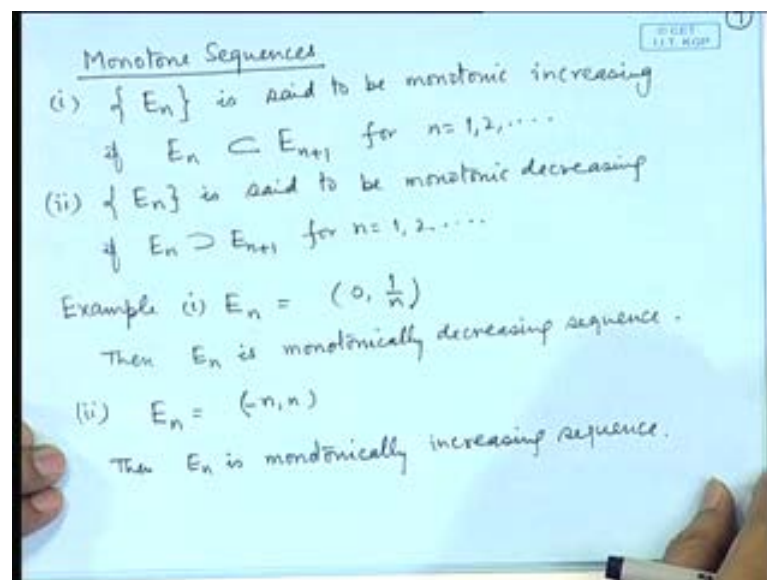 7
© CET
I.I.T. KGP
Monotone Sequences
(i) { En } is said to be monotonic increasing
if En ⊂ En+1 for n= 1,2,....
(ii) { En } is said to be monotonic decreasing
if En ⊃ En+1 for n= 1,2.....
Example (i) En = (0, 1/n)
Then En is monotonically decreasing sequence.
(ii) En = (-n, n)
Then En is monotonically increasing sequence.